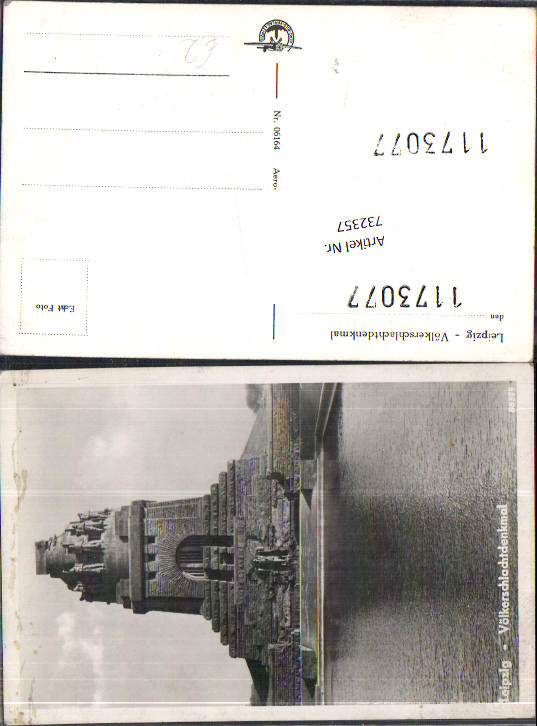 Leipzig - Völkerschlachtdenkmal
den
1173077
Artikel Nr.
732357
1173077
Echt Foto
Nr. 06164 Aero-
Leipzig - Völkerschlachtdenkmal